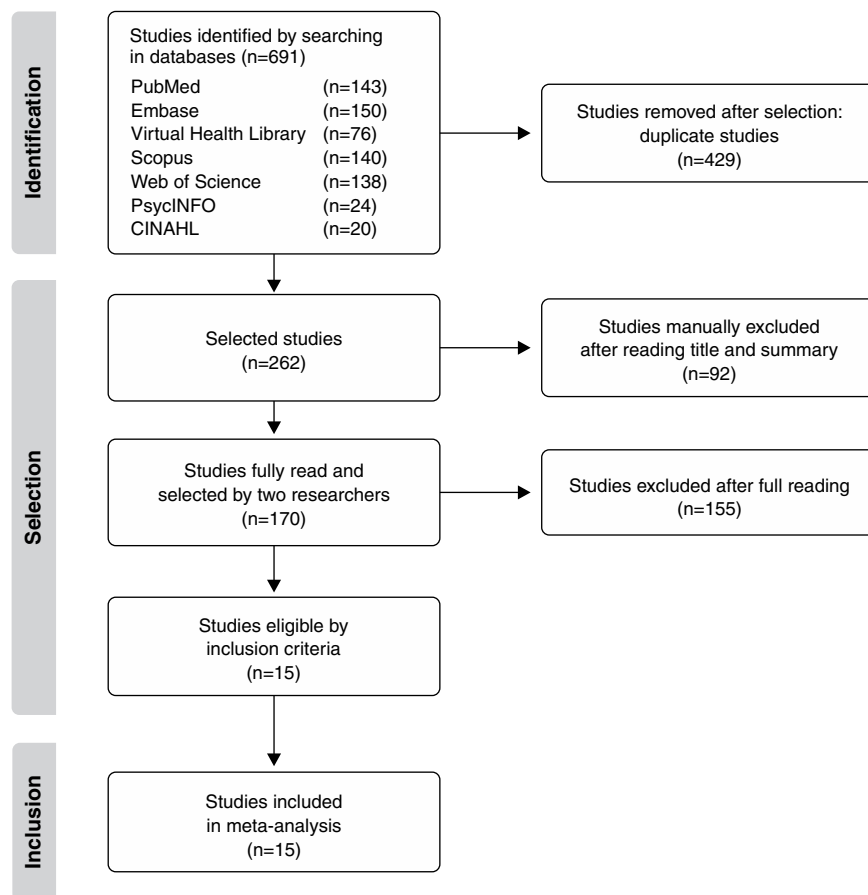 Identification
Studies identified by searching
in databases (n=691)
PubMed (n=143)
Embase (n=150)
Virtual Health Library (n=76)
Scopus (n=140)
Web of Science (n=138)
PsycINFO (n=24)
CINAHL (n=20)
Studies removed after selection:
duplicate studies
(n=429)
Selection
Selected studies
(n=262)
Studies manually excluded
after reading title and summary
(n=92)
Studies fully read and
selected by two researchers
(n=170)
Studies excluded after full reading
(n=155)
Studies eligible by
inclusion criteria
(n=15)
Inclusion
Studies included
in meta-analysis
(n=15)